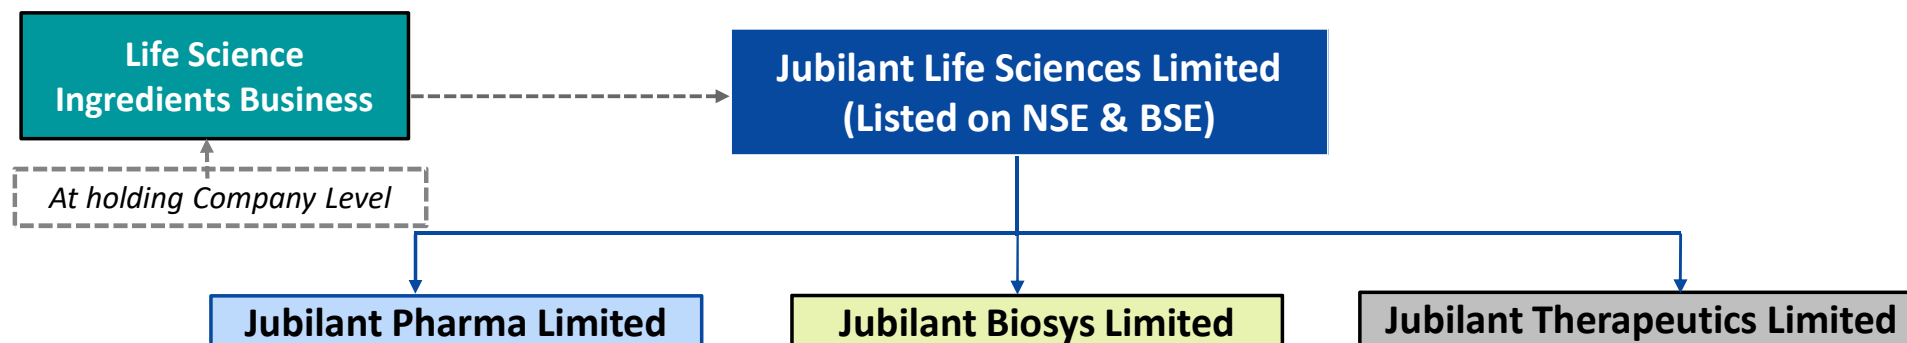 Life Science
Ingredients Business
Jubilant Life Sciences Limited
(Listed on NSE & BSE)
At holding Company Level
Jubilant Pharma Limited
Jubilant Biosys Limited
Jubilant Therapeutics Limited